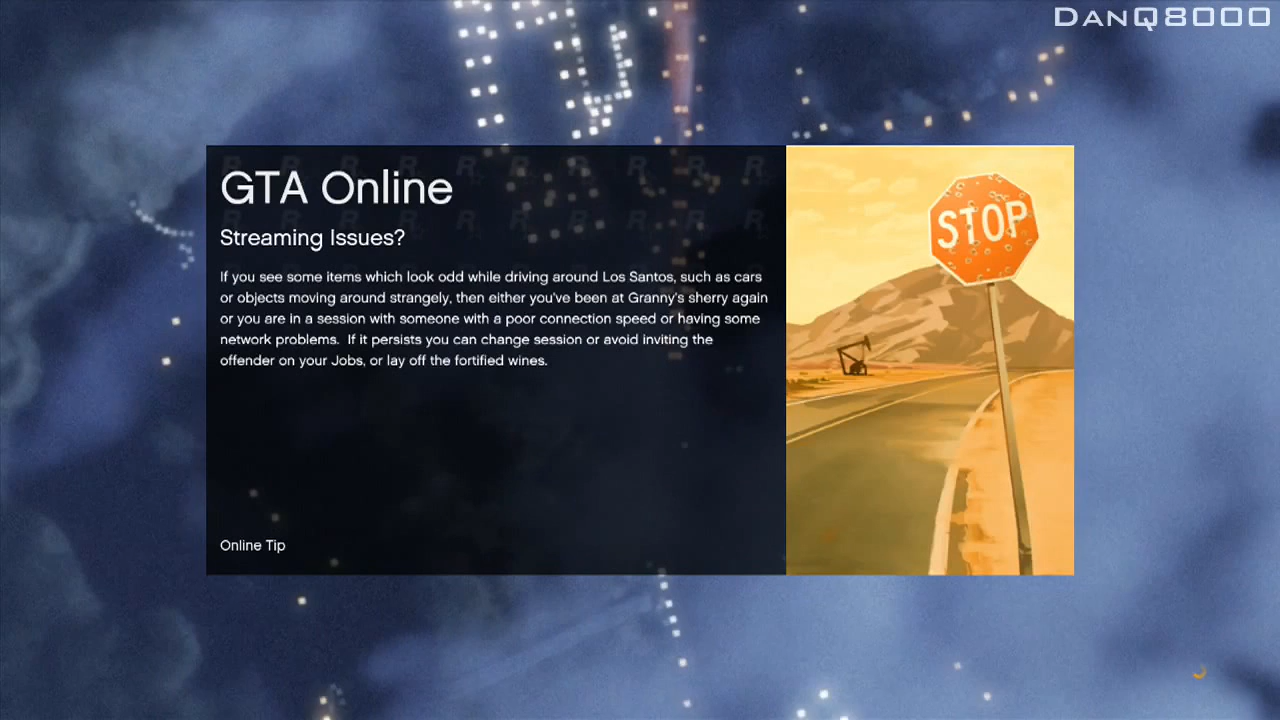 DanQ8000
GTA Online
Streaming Issues?
If you see some items which look odd while driving around Los Santos, such as cars
or objects moving around strangely, then either you've been at Granny's sherry again
or you are in a session with someone with a poor connection speed or having some
network problems.  If it persists you can change session or avoid inviting the
offender on your Jobs, or lay off the fortified wines.
Online Tip
STOP